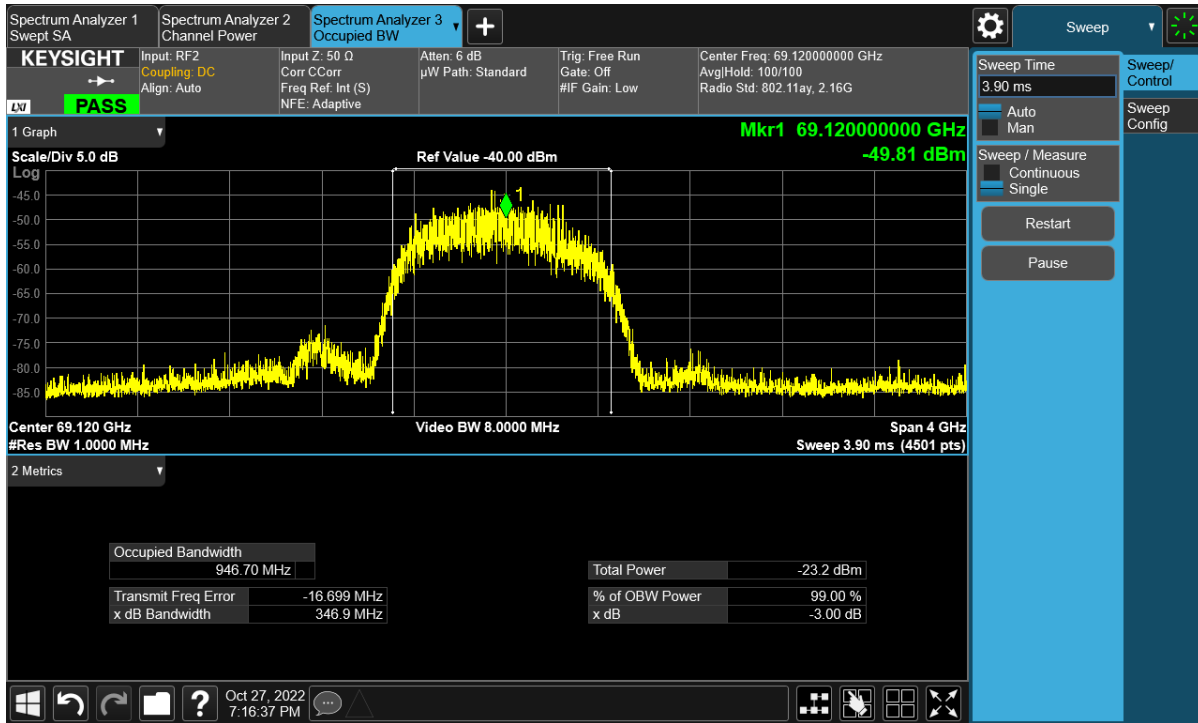 Spectrum Analyzer 1
Swept SA
Spectrum Analyzer 2
Channel Power
Spectrum Analyzer 3
Occupied BW
Sweep
KEYSIGHT
LXI
PASS
Input: RF2
Coupling: DC
Align: Auto
Input Z: 50 Ω
Corr CCorr
Freq Ref: Int (S)
NFE: Adaptive
Atten: 6 dB
µW Path: Standard
Trig: Free Run
Gate: Off
#IF Gain: Low
Center Freq: 69.120000000 GHz
Avg|Hold: 100/100
Radio Std: 802.11ay, 2.16G
1 Graph
Mkr1 69.120000000 GHz
-49.81 dBm
Scale/Div 5.0 dB
Ref Value -40.00 dBm
Log
-45.0
-50.0
-55.0
-60.0
-65.0
-70.0
-75.0
-80.0
-85.0
1
Center 69.120 GHz
#Res BW 1.0000 MHz
Video BW 8.0000 MHz
Span 4 GHz
Sweep 3.90 ms (4501 pts)
2 Metrics
Occupied Bandwidth
946.70 MHz
Transmit Freq Error -16.699 MHz
x dB Bandwidth 346.9 MHz
Total Power -23.2 dBm
% of OBW Power 99.00 %
x dB -3.00 dB
Sweep Time
3.90 ms
Auto
Man
Sweep / Measure
Continuous
Single
Restart
Pause
Sweep/
Control
Sweep
Config
?
Oct 27, 2022
7:16:37 PM